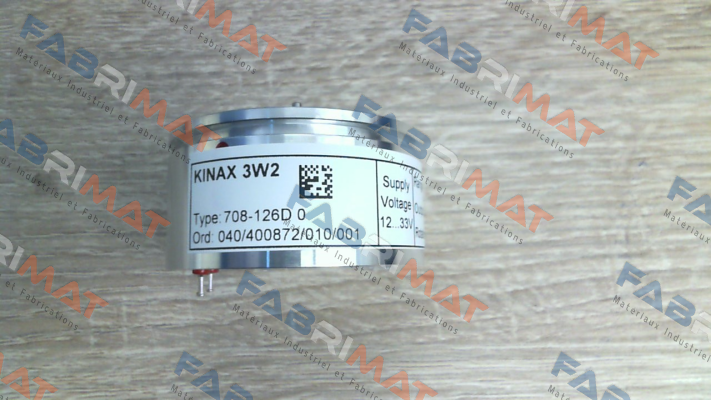 KINAX 3W2
Type: 708-126D 0
Ord: 040/400872/010/001
Supply
Voltage
12...33V
FABRIMAT
Materiaux Industriel et Fabrications